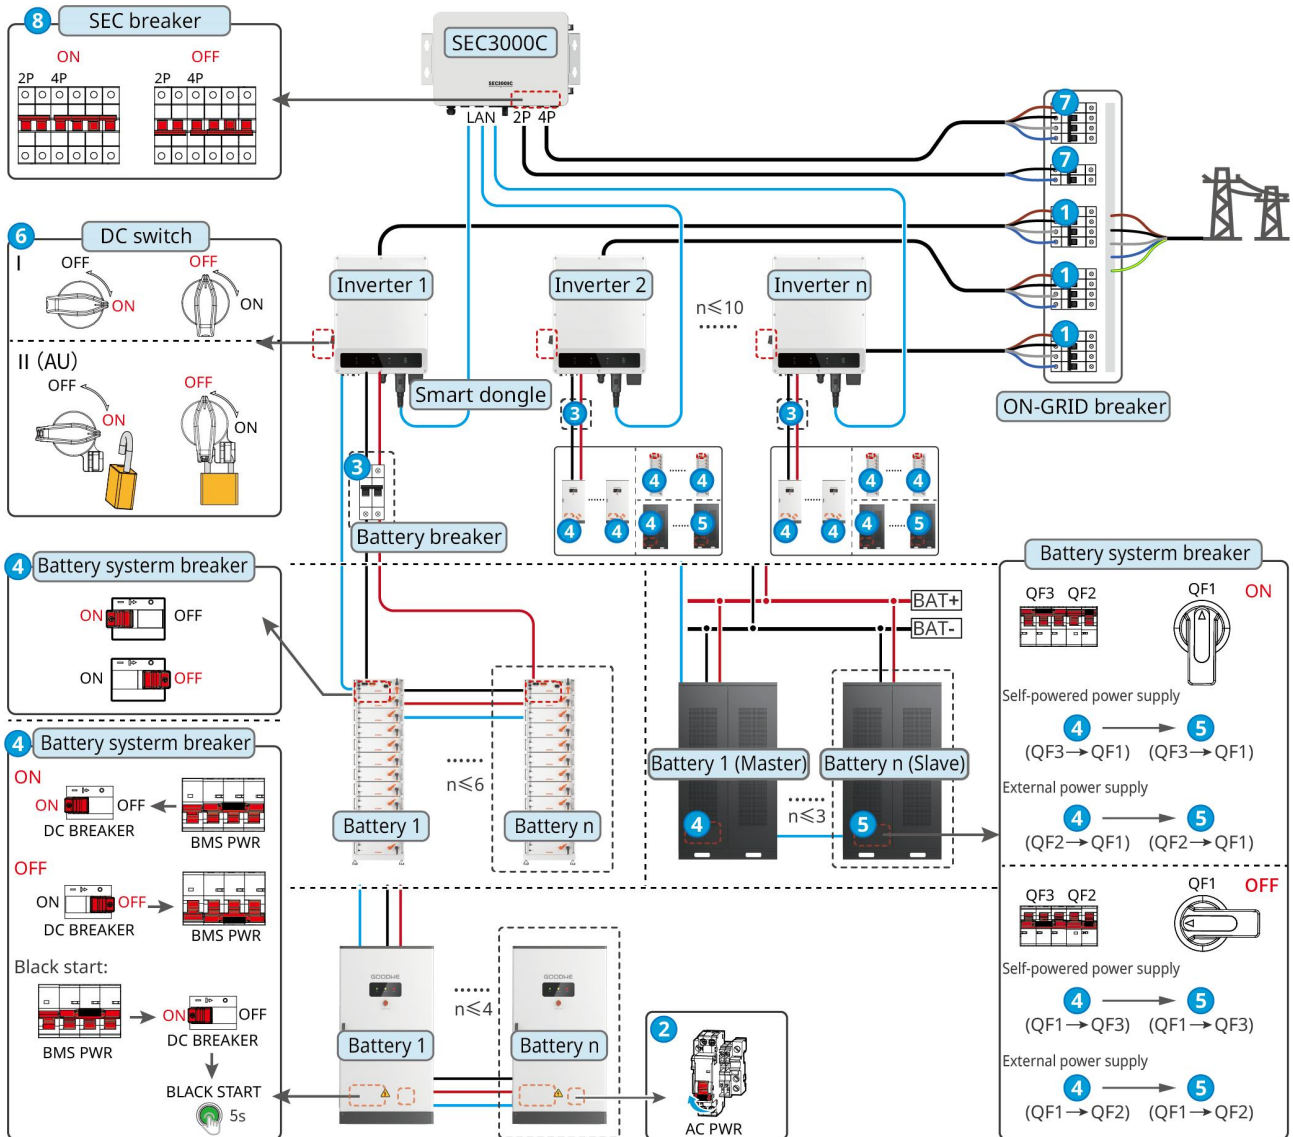 8 SEC breaker
ON OFF
2P 4P 2P 4P
SEC3000C
SEC3000C
LAN 2P 4P
7
7
1
1
1
ON-GRID breaker
6 DC switch
I
OFF ON
OFF ON
II (AU)
OFF ON
OFF ON
Inverter 1
Inverter 2
n≤10
Inverter n
Smart dongle
3
3
3
Battery breaker
4 4
4 4 4 5
4 4
4 4 4 5
4 Battery systerm breaker
ON OFF
ON OFF
4 Battery systerm breaker
ON
ON OFF
DC BREAKER
BMS PWR
OFF
ON OFF
DC BREAKER
BMS PWR
Black start:
BMS PWR
ON OFF
DC BREAKER
BLACK START
5s
Battery 1
n≤6
Battery n
BAT+
BAT-
Battery 1 (Master)
Battery n (Slave)
4
n≤3
5
GOODWE
GOODWE
n≤4
Battery 1
Battery n
2
AC PWR
Battery systerm breaker
QF3 QF2 QF1 ON
Self-powered power supply
4 5
(QF3→QF1) (QF3→QF1)
External power supply
4 5
(QF2→QF1) (QF2→QF1)
QF3 QF2 QF1 OFF
Self-powered power supply
4 5
(QF1→QF3) (QF1→QF3)
External power supply
4 5
(QF1→QF2) (QF1→QF2)